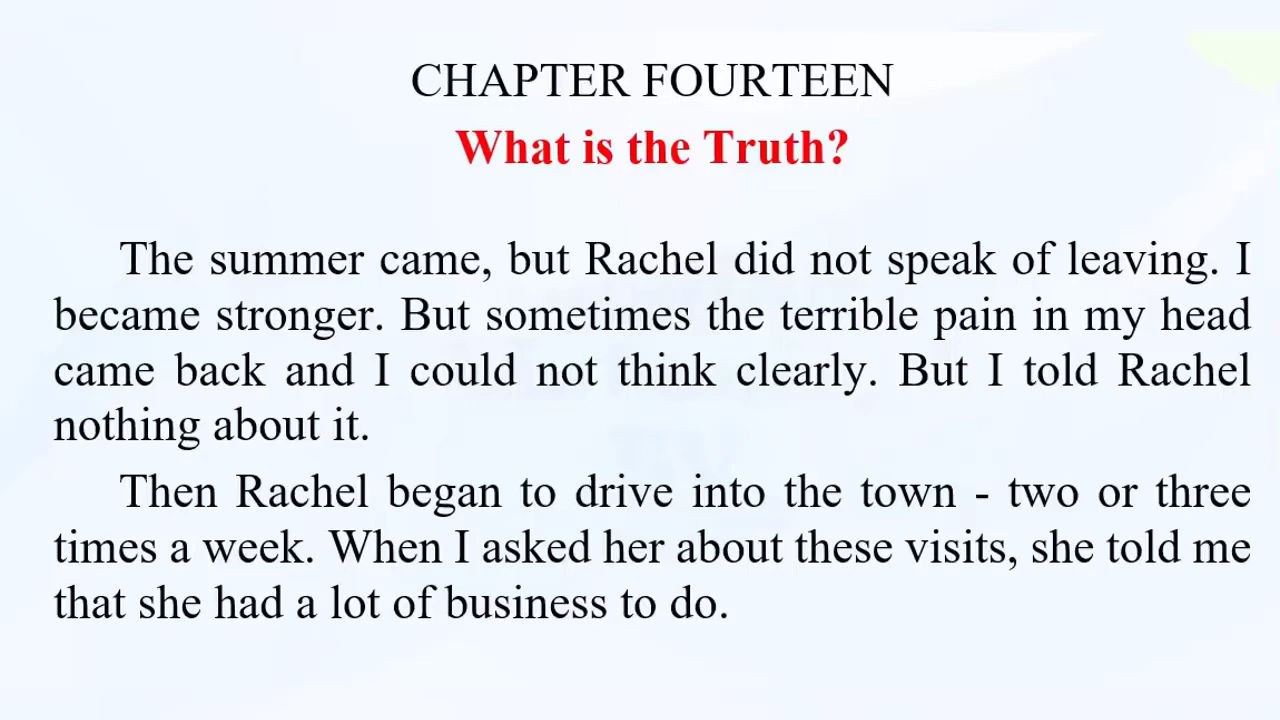 CHAPTER FOURTEEN
What is the Truth?
The summer came, but Rachel did not speak of leaving. I
became stronger. But sometimes the terrible pain in my head
came back and I could not think clearly. But I told Rachel
nothing about it.
Then Rachel began to drive into the town - two or three
times a week. When I asked her about these visits, she told me
that she had a lot of business to do.